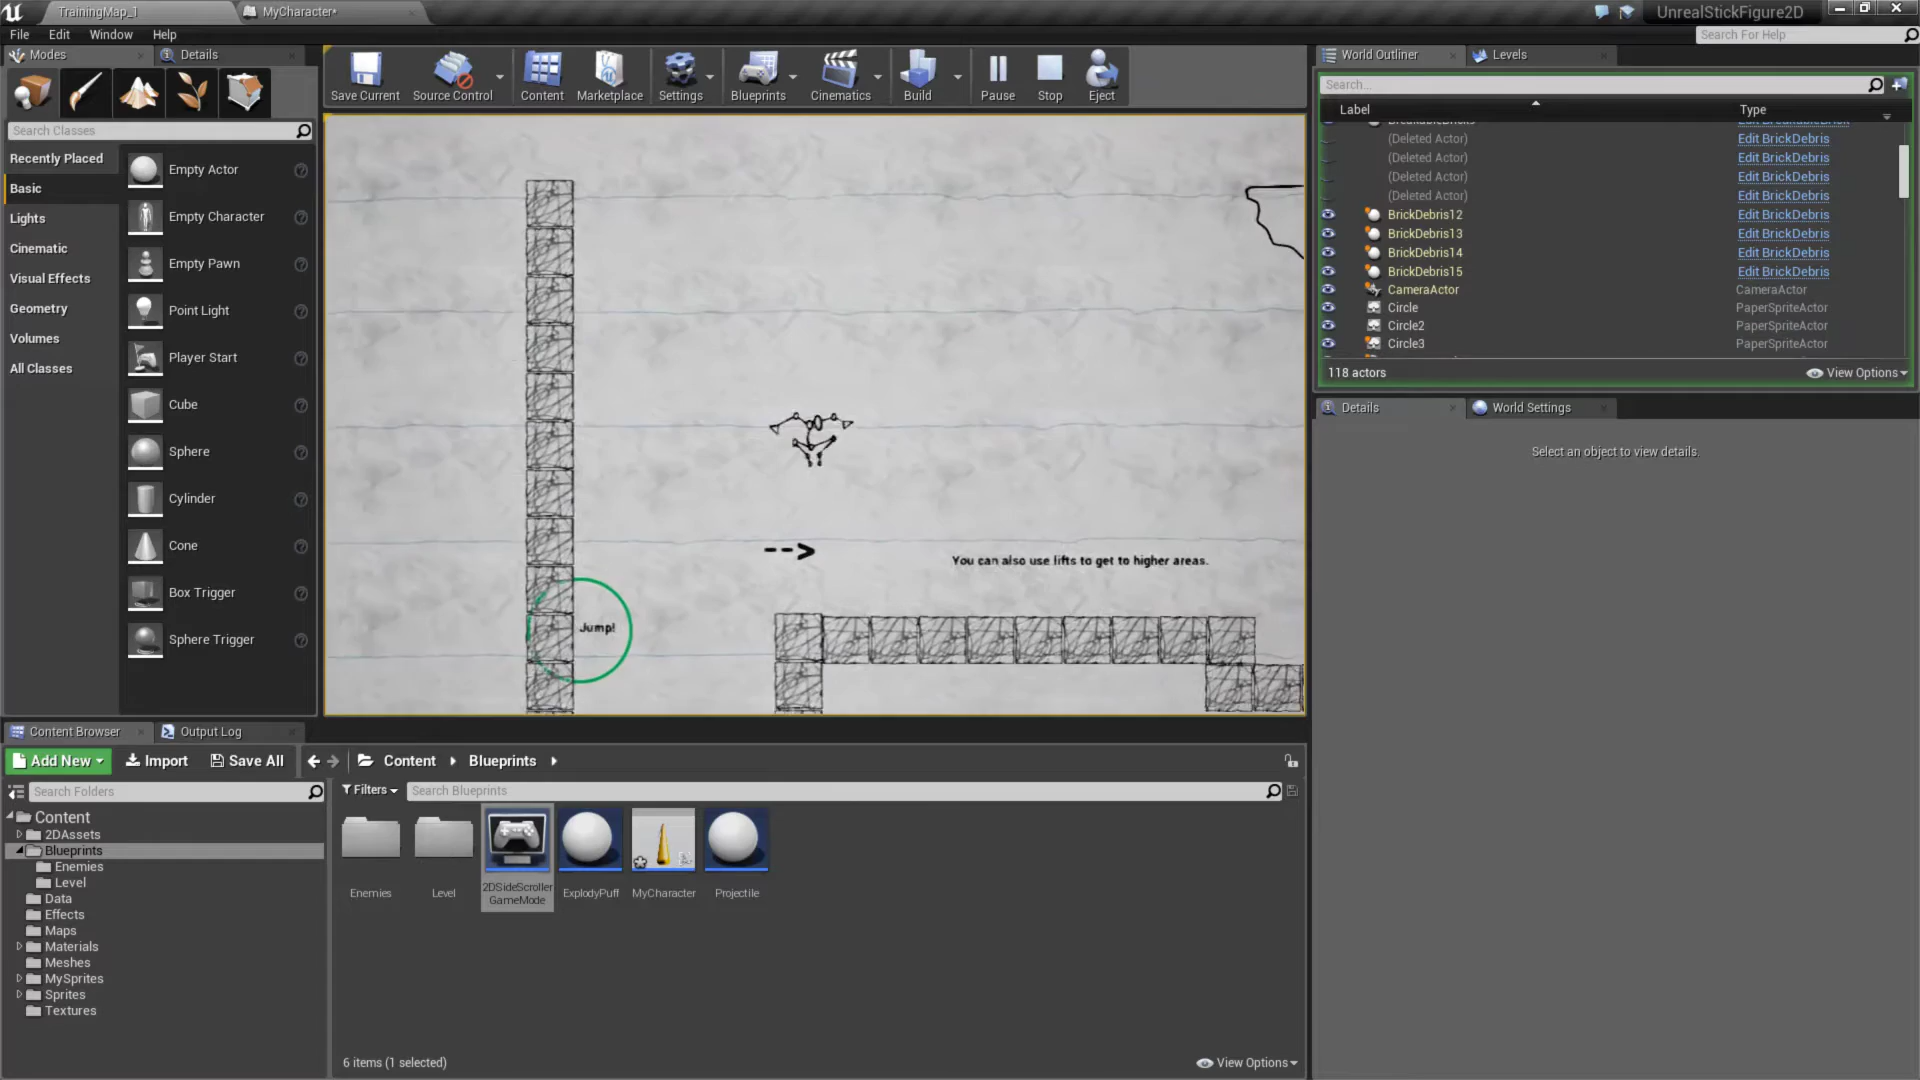 TrainingMap_1
MyCharacter*
UnrealStickFigure2D
File Edit Window Help
Search For Help
Modes
Details
Search Classes
Recently Placed
Basic
Lights
Cinematic
Visual Effects
Geometry
Volumes
All Classes
Empty Actor
Empty Character
Empty Pawn
Point Light
Player Start
Cube
Sphere
Cylinder
Cone
Box Trigger
Sphere Trigger
Save Current
Source Control
Content
Marketplace
Settings
Blueprints
Cinematics
Build
Pause
Stop
Eject
-->
You can also use lifts to get to higher areas.
Jump!
World Outliner
Levels
Search...
Label Type
(Deleted Actor) Edit BrickDebris
(Deleted Actor) Edit BrickDebris
(Deleted Actor) Edit BrickDebris
(Deleted Actor) Edit BrickDebris
BrickDebris12 Edit BrickDebris
BrickDebris13 Edit BrickDebris
BrickDebris14 Edit BrickDebris
BrickDebris15 Edit BrickDebris
CameraActor CameraActor
Circle PaperSpriteActor
Circle2 PaperSpriteActor
Circle3 PaperSpriteActor
118 actors
View Options
Details
World Settings
Select an object to view details.
Content Browser
Output Log
Add New
Import
Save All
Content
Blueprints
Search Folders
Filters
Search Blueprints
Content
2DAssets
Blueprints
Enemies
Level
Data
Effects
Maps
Materials
Meshes
MySprites
Sprites
Textures
Enemies
Level
2DSideScroller
GameMode
ExplodyPuff
MyCharacter
Projectile
6 items (1 selected)
View Options